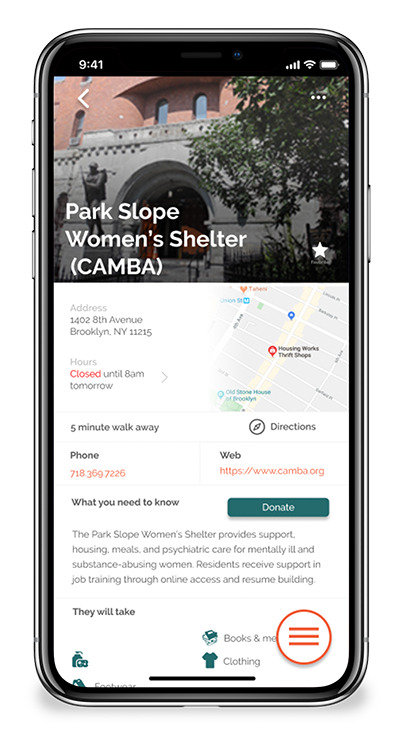 9:41
Park Slope
Women's Shelter
(CAMBA)
Address
1402 8th Avenue
Brooklyn, NY 11215
Hours
Closed until 8am
tomorrow
Union St
4th Ave
5th Ave
Housing Works
Thrift Shops
Old Stone House
of Brooklyn
5 minute walk away
Directions
Phone
718.369.7226
Web
https://www.camba.org
What you need to know
Donate
The Park Slope Women's Shelter provides support,
housing, meals, and psychiatric care for mentally ill and
substance-abusing women. Residents receive support in
job training through online access and resume building.
They will take
Books & me
Clothing
Footwear